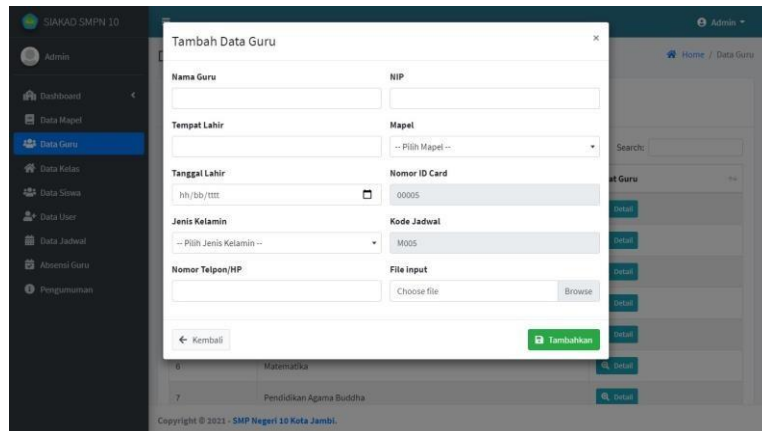 SIAKAD SMPN 10
Admin
Admin
Home / Data Guru
Dashboard
Data Mapel
Data Guru
Data Kelas
Data Siswa
Data User
Data Jadwal
Absensi Guru
Pengumuman
Tambah Data Guru
×
Nama Guru
NIP
Tempat Lahir
Mapel
-- Pilih Mapel --
Tanggal Lahir
Nomor ID Card
hh/bb/tttt
00005
Jenis Kelamin
Kode Jadwal
-- Pilih Jenis Kelamin --
M005
Nomor Telpon/HP
File input
Choose file
Browse
Kembali
Tambahkan
Search:
at Guru
Detail
Detail
Detail
Detail
Detail
6 Matematika Detail
7 Pendidikan Agama Buddha Detail
Copyright © 2021 - SMP Negeri 10 Kota Jambi.